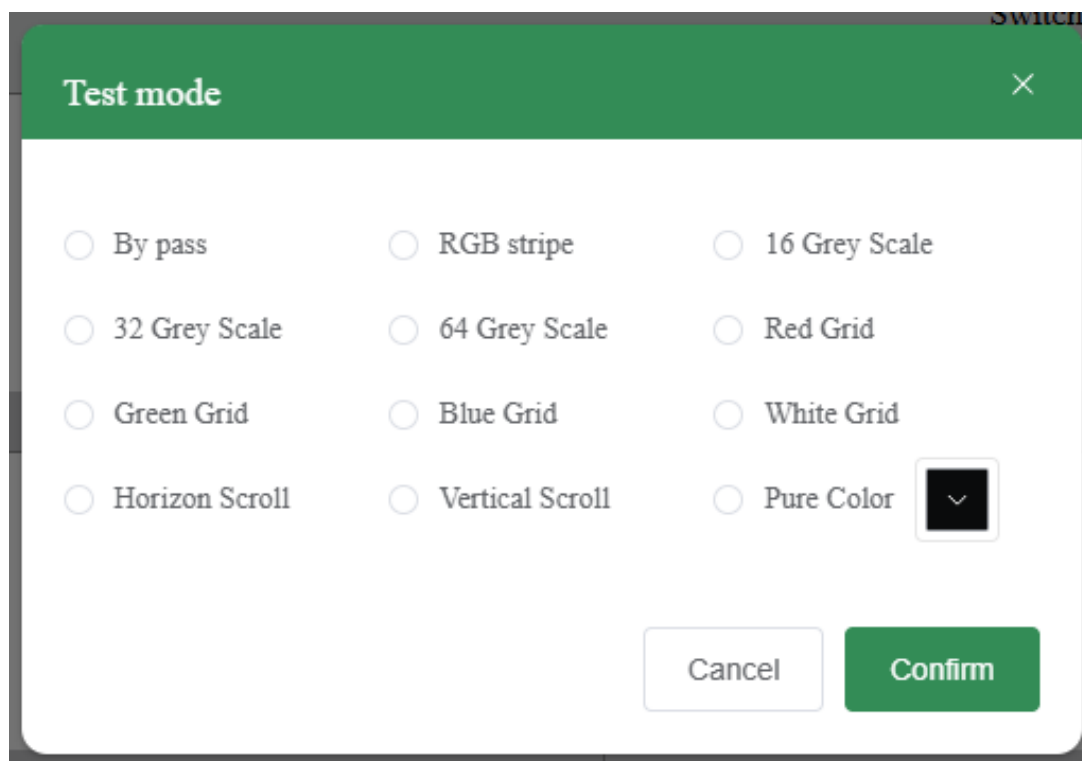 Switch
Test mode
By pass RGB stripe 16 Grey Scale
32 Grey Scale 64 Grey Scale Red Grid
Green Grid Blue Grid White Grid
Horizon Scroll Vertical Scroll Pure Color
Cancel Confirm